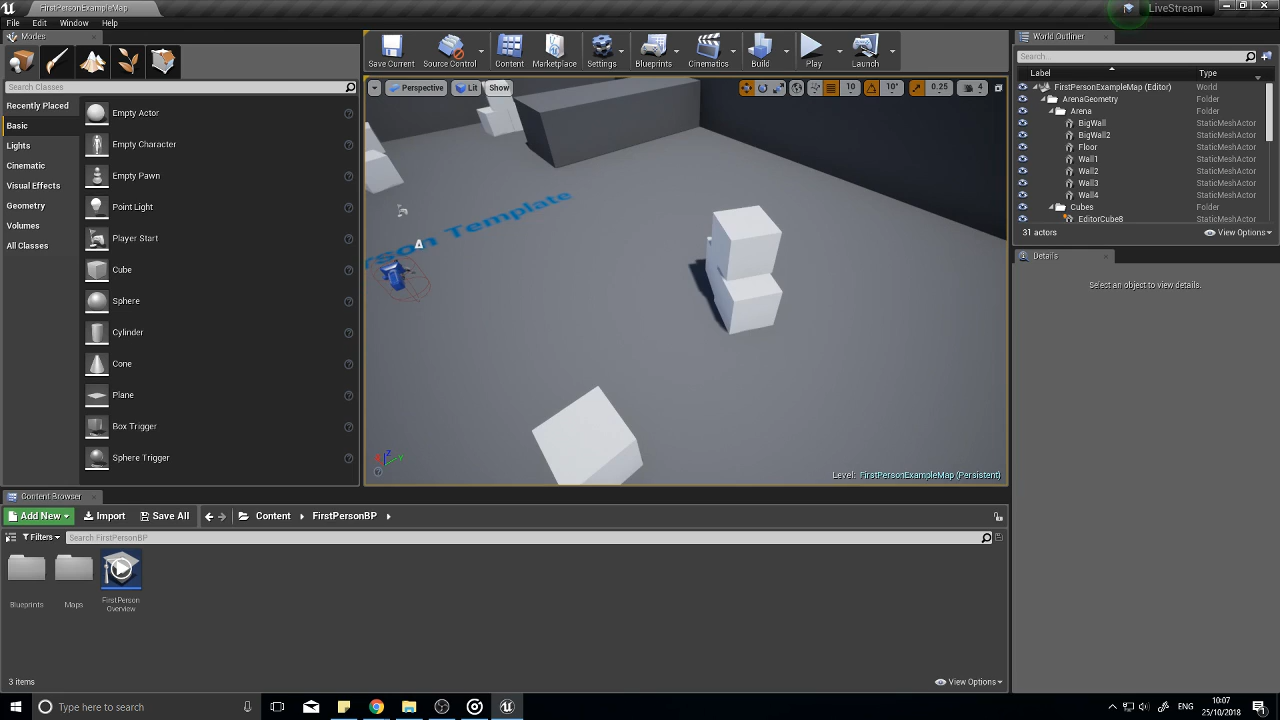 FirstPersonExampleMap
LiveStream
File Edit Window Help
Modes
Search Classes
Recently Placed
Basic
Lights
Cinematic
Visual Effects
Geometry
Volumes
All Classes
Empty Actor
Empty Character
Empty Pawn
Point Light
Player Start
Cube
Sphere
Cylinder
Cone
Plane
Box Trigger
Sphere Trigger
Save Current
Source Control
Content
Marketplace
Settings
Blueprints
Cinematics
Build
Play
Launch
Perspective Lit Show
10 10° 0.25 4
rson Template
X Z Y
Level: FirstPersonExampleMap (Persistent)
World Outliner
Search...
Label Type
FirstPersonExampleMap (Editor) World
ArenaGeometry Folder
Arena Folder
BigWall StaticMeshActor
BigWall2 StaticMeshActor
Floor StaticMeshActor
Wall1 StaticMeshActor
Wall2 StaticMeshActor
Wall3 StaticMeshActor
Wall4 StaticMeshActor
Cubes Folder
EditorCube8 StaticMeshActor
31 actors View Options
Details
Select an object to view details.
Content Browser
Add New Import Save All Content FirstPersonBP
Filters Search FirstPersonBP
Blueprints
Maps
FirstPerson
Overview
3 items View Options
Type here to search
ENG
10:07
25/10/2018
1